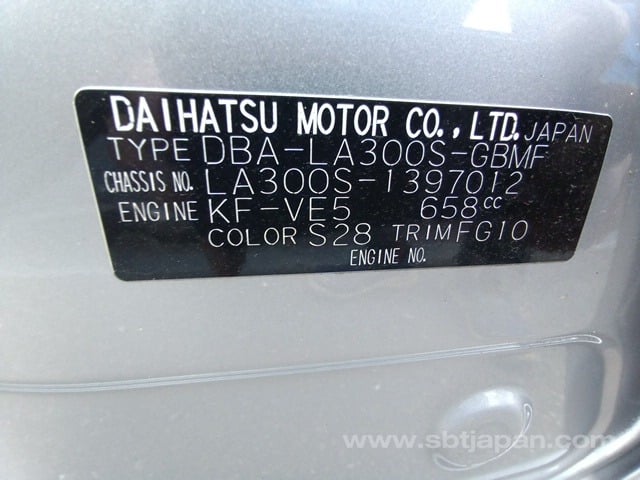 DAIHATSU MOTOR CO., LTD. JAPAN
TYPE DBA-LA300S-GBMF
CHASSIS NO. LA300S-1397012
ENGINE KF-VE5 658cc
COLOR S28 TRIM FG10
ENGINE NO.
www.sbtjapan.com